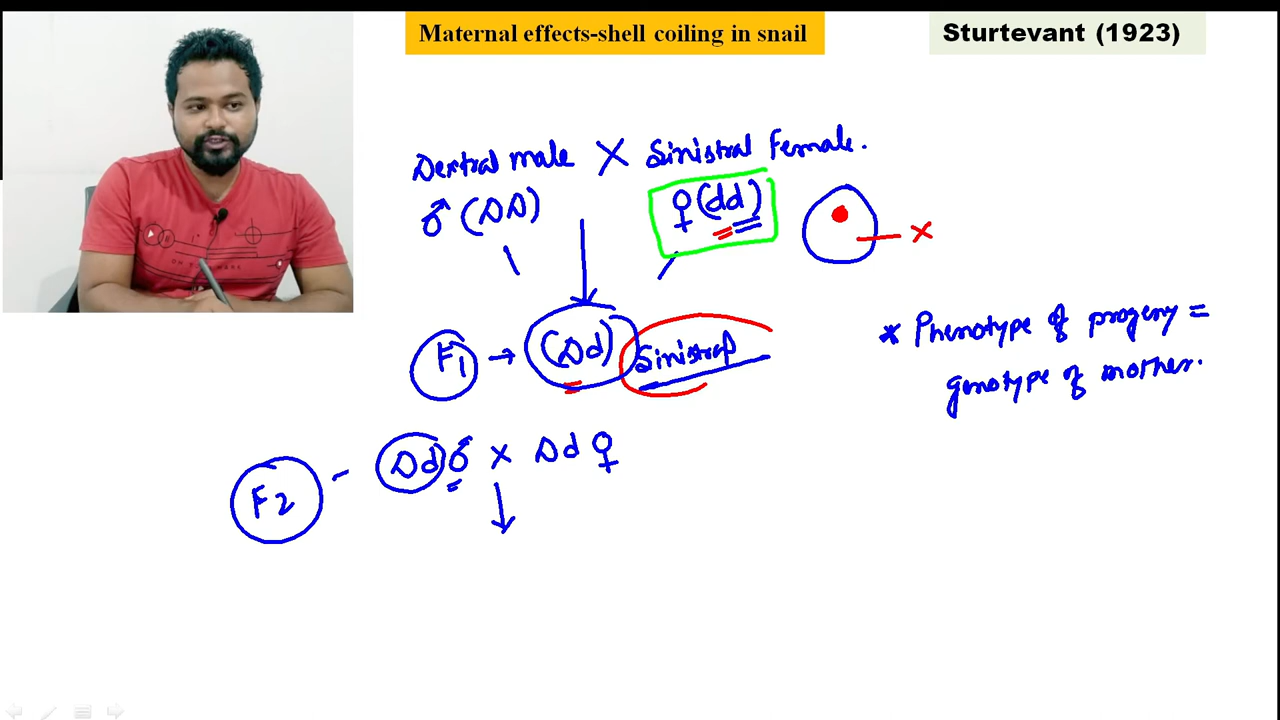 Maternal effects-shell coiling in snail
Sturtevant (1923)
Dextral male X Sinistral Female.
♂ (DD) ♀ (dd)
x
F1 → (Dd) Sinistral
* Phenotype of progeny =
genotype of mother.
F2 - Dd ♂ x Dd ♀